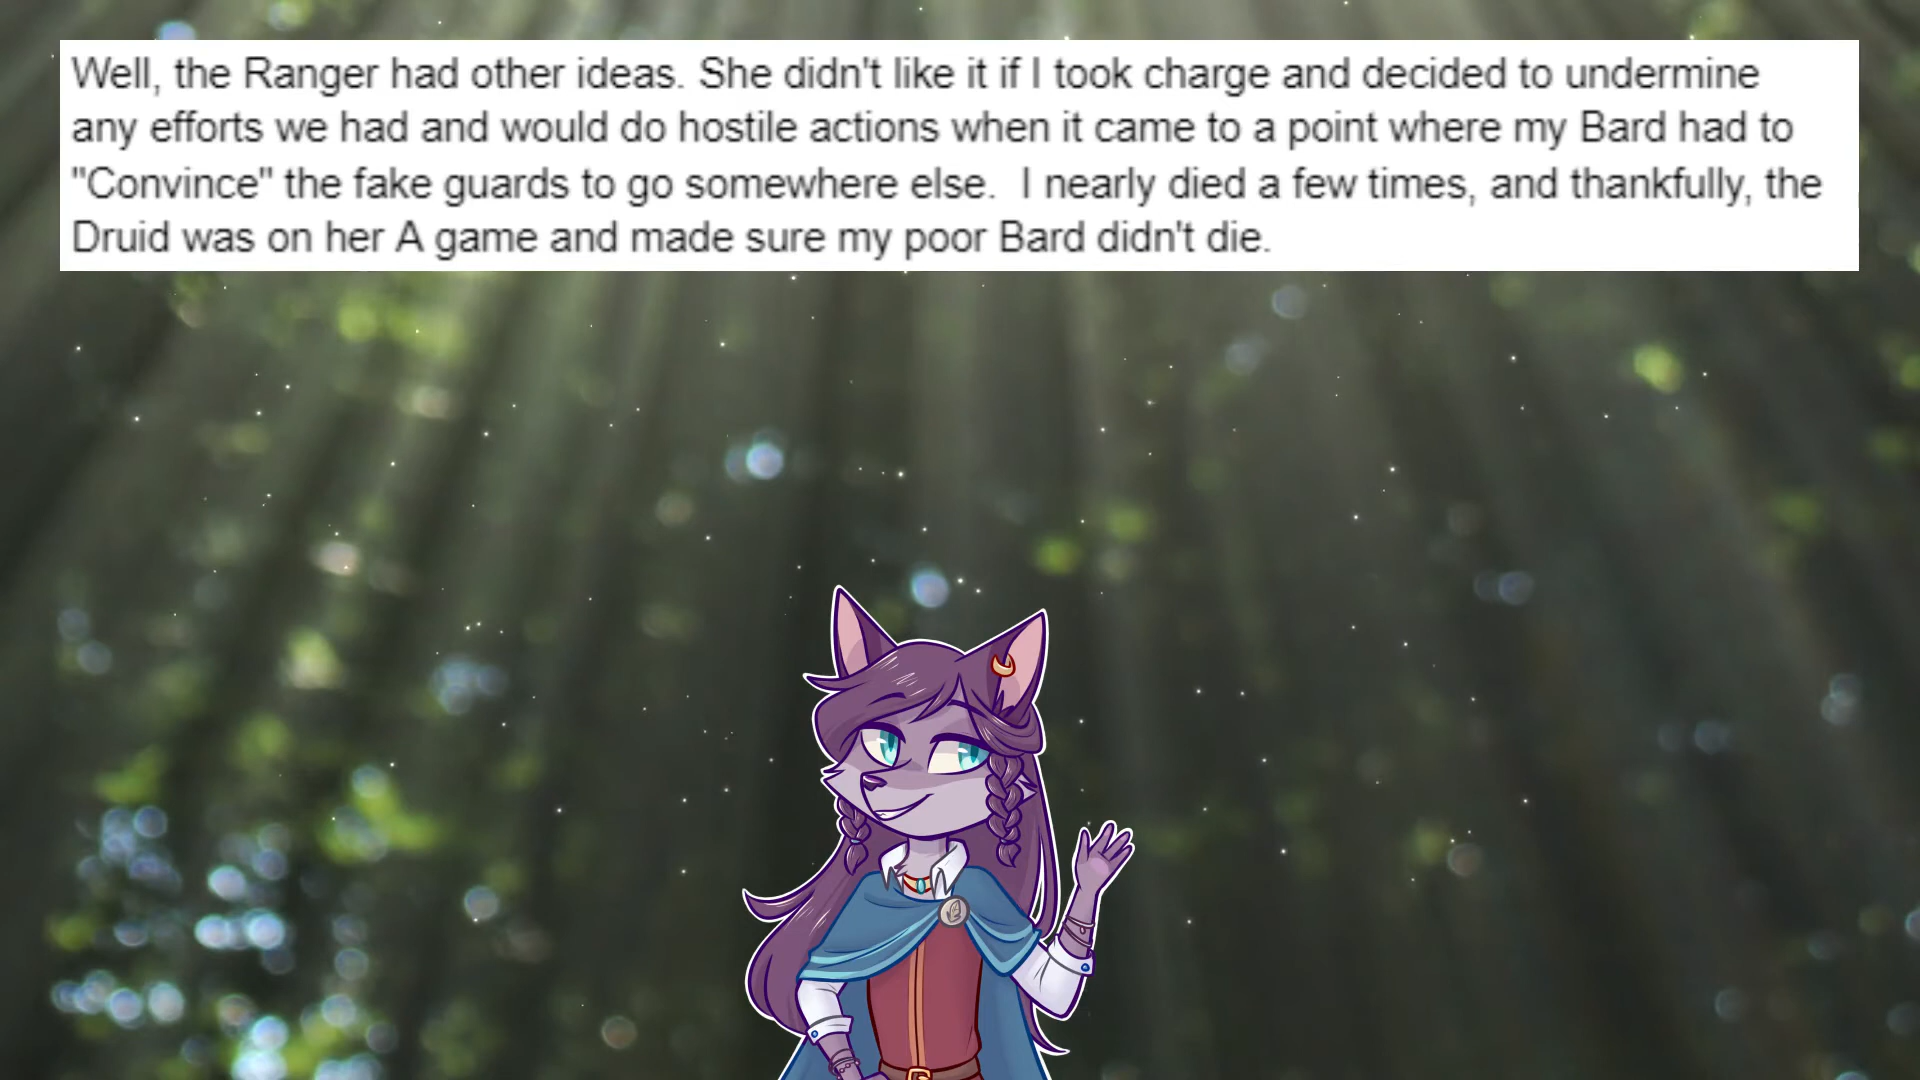 Well, the Ranger had other ideas. She didn't like it if I took charge and decided to undermine
any efforts we had and would do hostile actions when it came to a point where my Bard had to
"Convince" the fake guards to go somewhere else.  I nearly died a few times, and thankfully, the
Druid was on her A game and made sure my poor Bard didn't die.